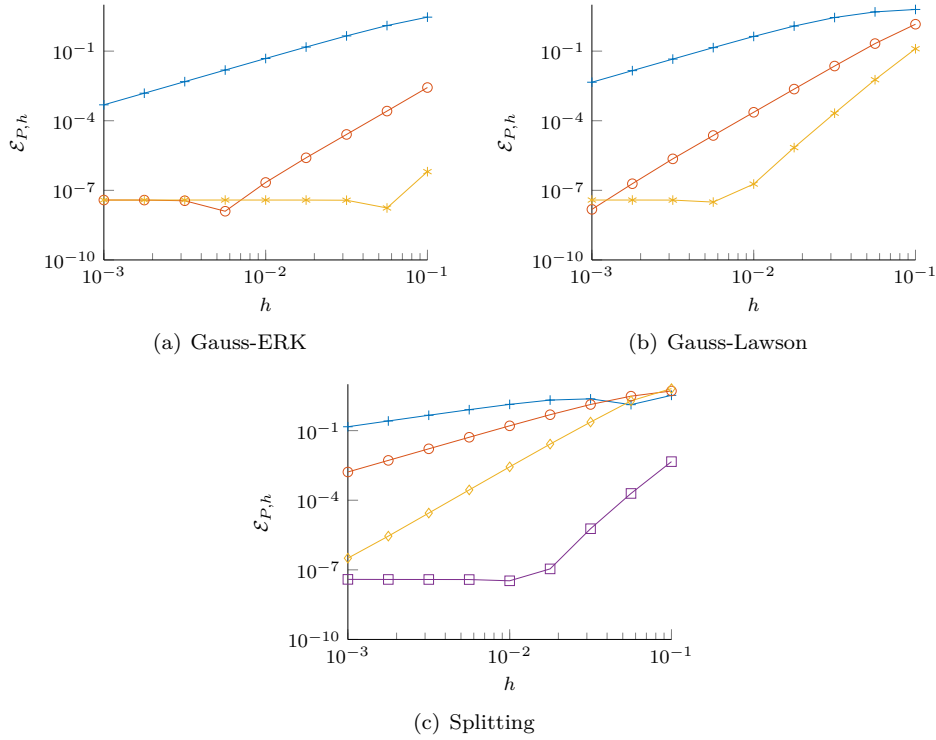 10^{-1}
10^{-4}
10^{-7}
10^{-10}
\mathcal{E}_{P,h}
10^{-3} 10^{-2} 10^{-1}
h
(a) Gauss-ERK
10^{-1}
10^{-4}
10^{-7}
10^{-10}
\mathcal{E}_{P,h}
10^{-3} 10^{-2} 10^{-1}
h
(b) Gauss-Lawson
10^{-1}
10^{-4}
10^{-7}
10^{-10}
\mathcal{E}_{P,h}
10^{-3} 10^{-2} 10^{-1}
h
(c) Splitting